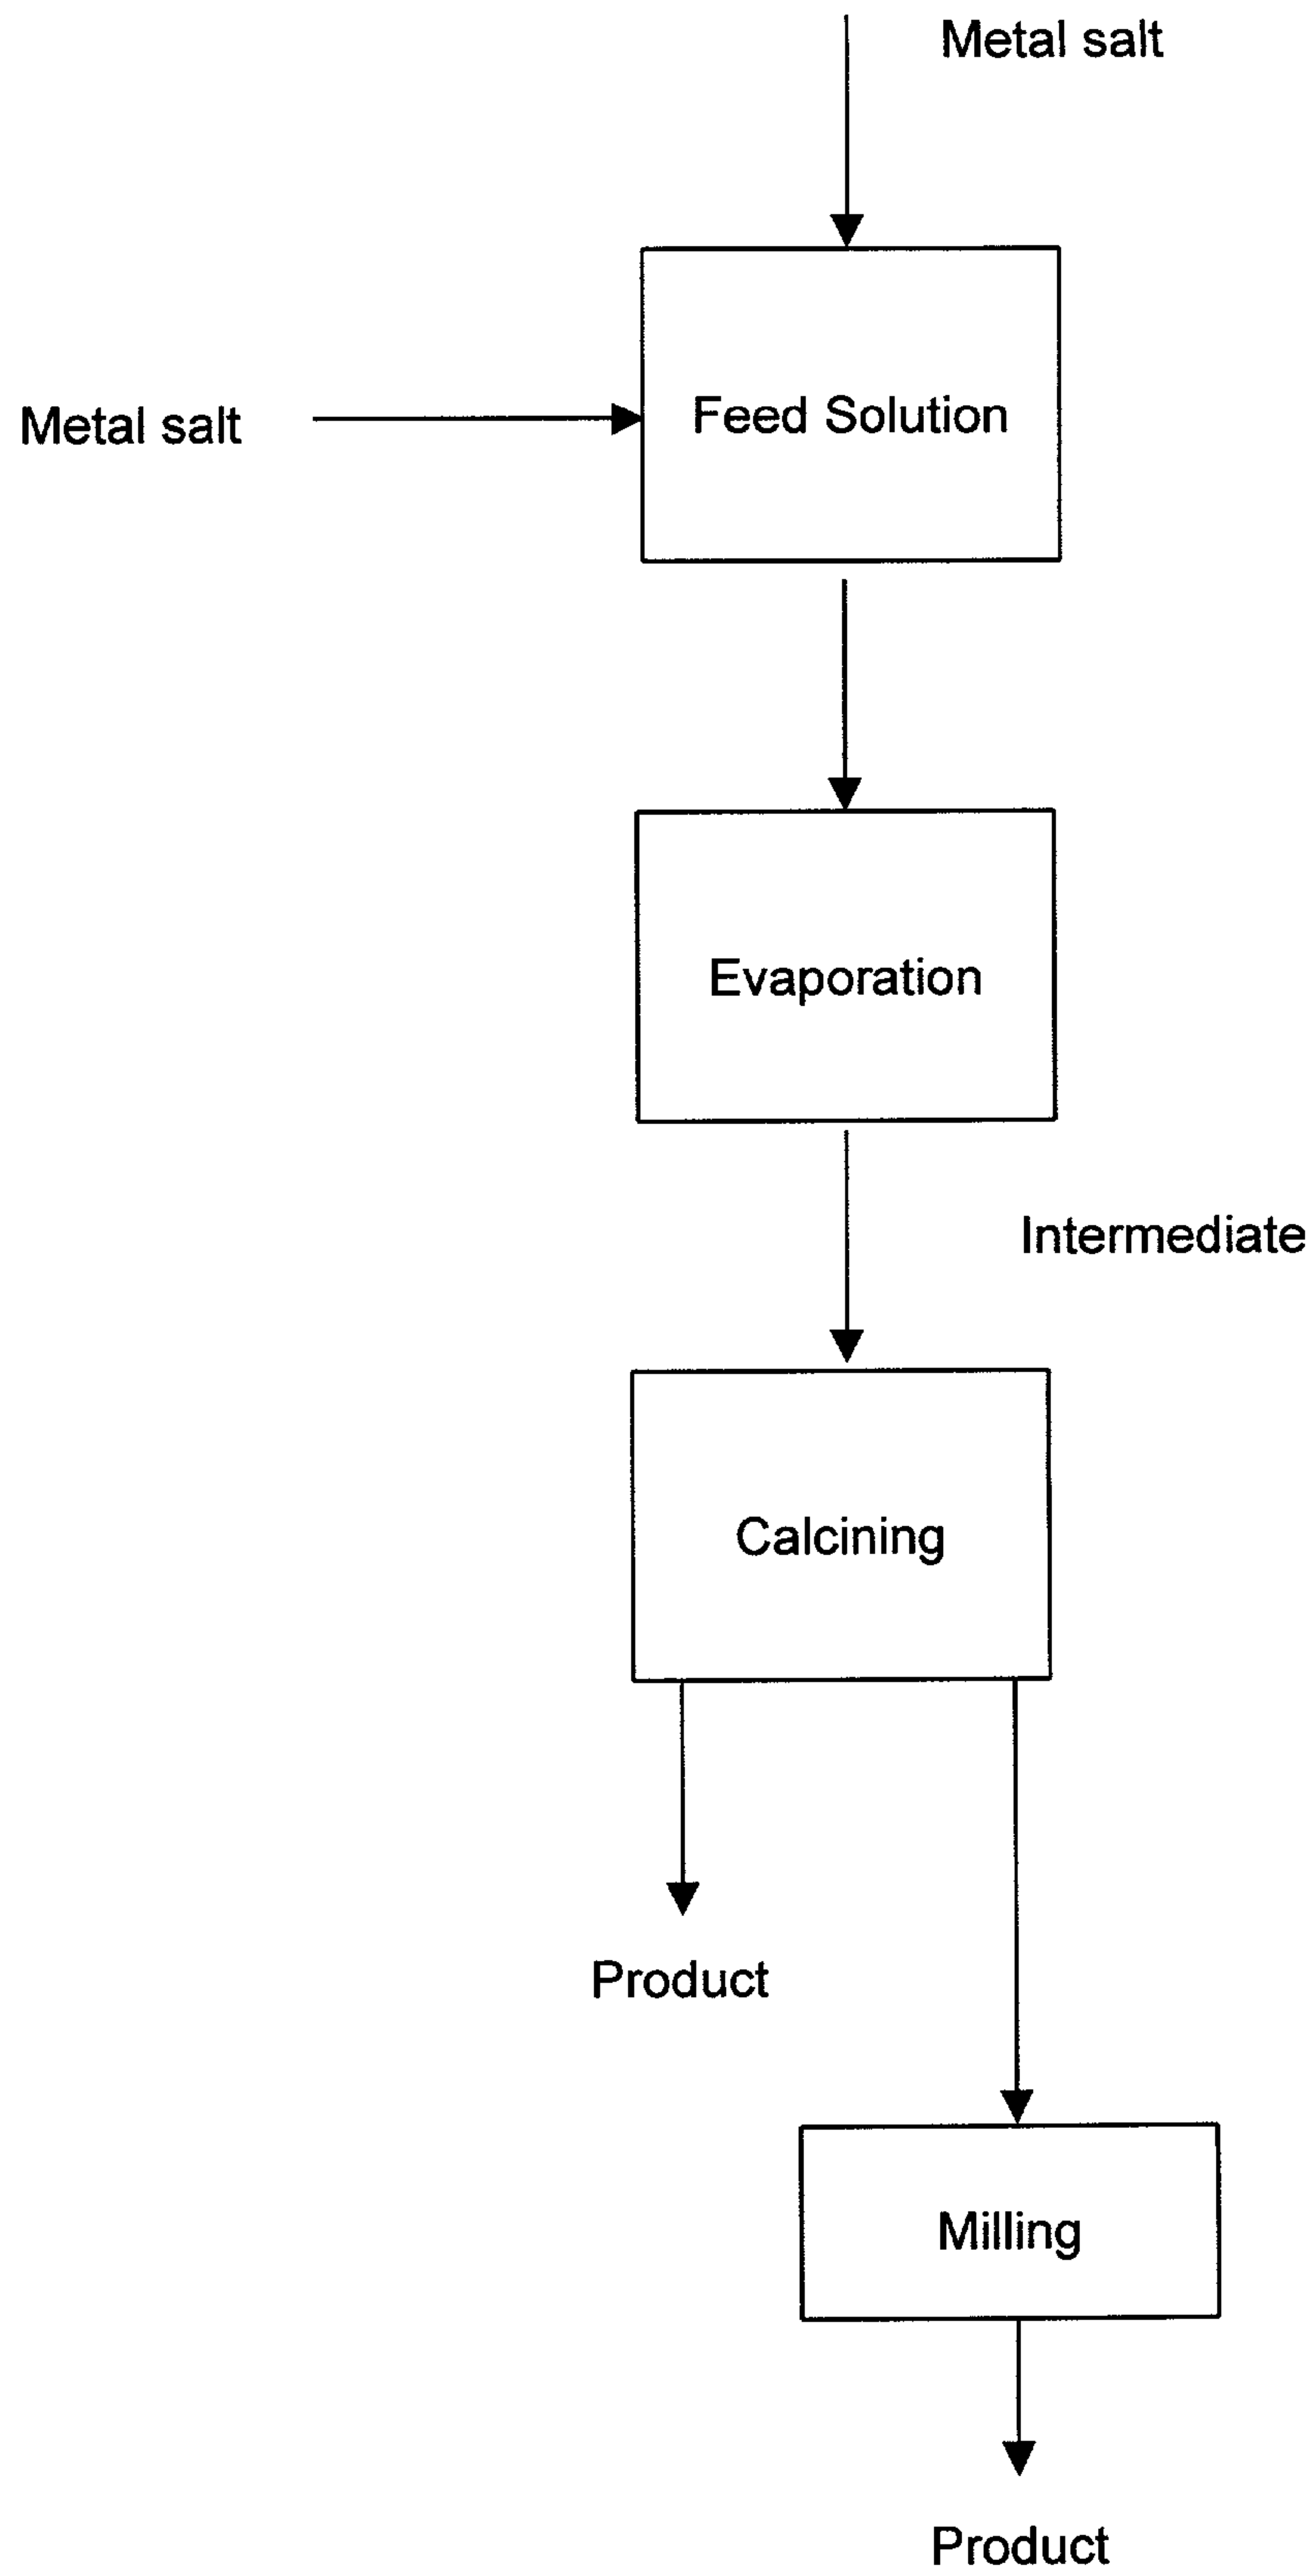 Metal salt
Metal salt
Feed Solution
Evaporation
Intermediate
Calcining
Product
Milling
Product